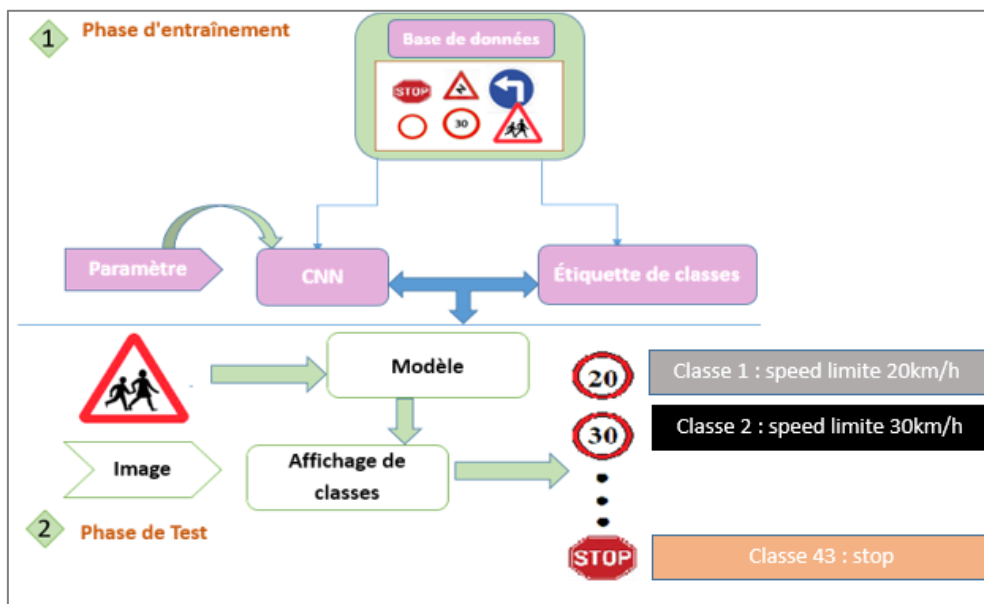 1
Phase d'entraînement
Base de données
STOP
30
Paramètre
CNN
Étiquette de classes
Modèle
20
Classe 1 : speed limite 20km/h
30
Classe 2 : speed limite 30km/h
Image
Affichage de
classes
2
Phase de Test
STOP
Classe 43 : stop